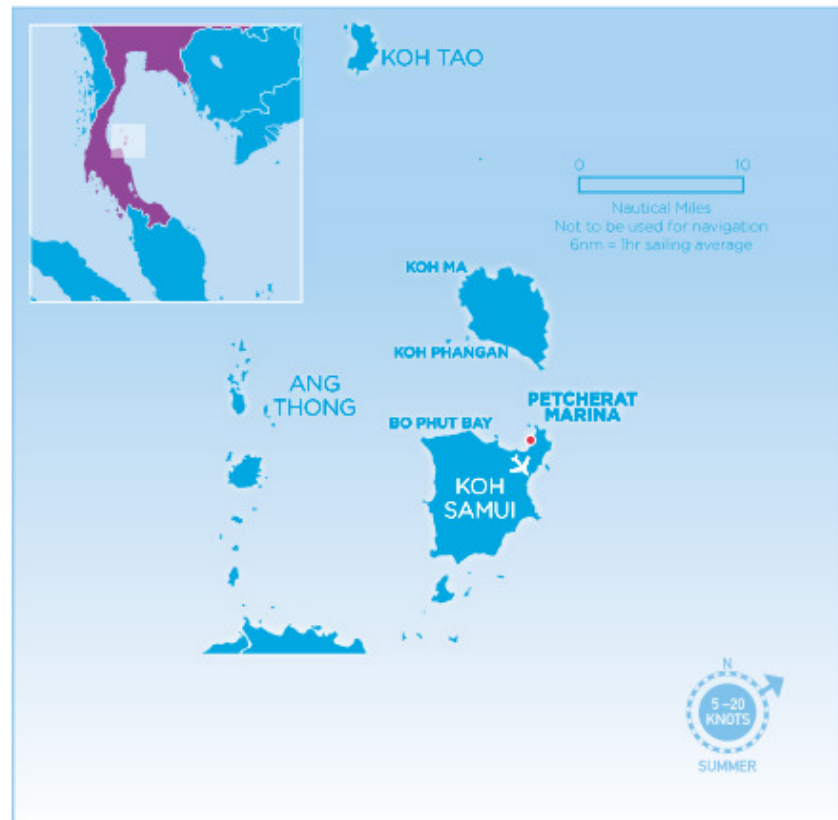 KOH TAO
0 10
Nautical Miles
Not to be used for navigation
6nm = 1hr sailing average
KOH MA
KOH PHANGAN
ANG
THONG
PETCHERAT
MARINA
BO PHUT BAY
KOH
SAMUI
N
5-20
KNOTS
SUMMER